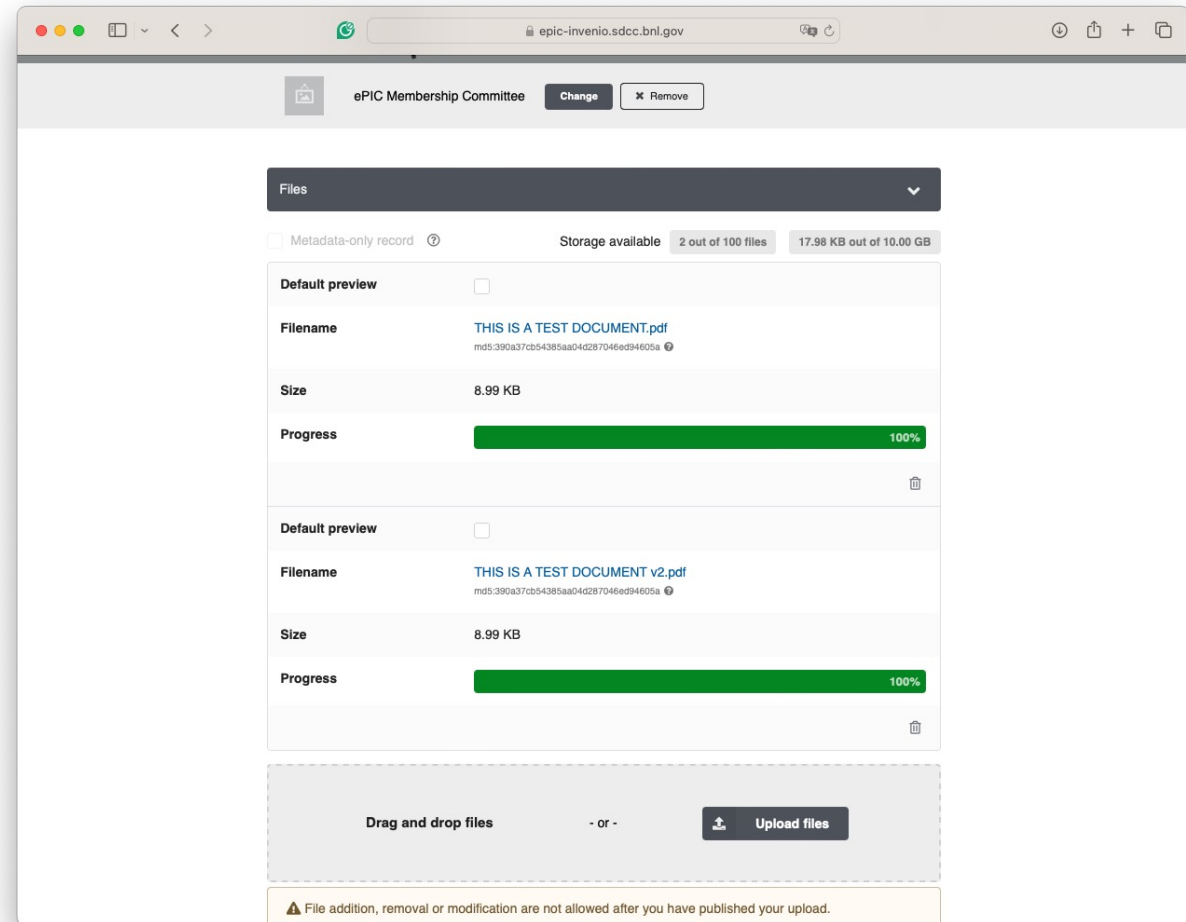 epic-invenio.sdcc.bnl.gov
ePIC Membership Committee Change Remove
Files
Metadata-only record Storage available 2 out of 100 files 17.98 KB out of 10.00 GB
Default preview
Filename THIS IS A TEST DOCUMENT.pdf
md5:390a37cb54385aa04d287046ed94605a
Size 8.99 KB
Progress 100%
Default preview
Filename THIS IS A TEST DOCUMENT v2.pdf
md5:390a37cb54385aa04d287046ed94605a
Size 8.99 KB
Progress 100%
Drag and drop files - or - Upload files
File addition, removal or modification are not allowed after you have published your upload.